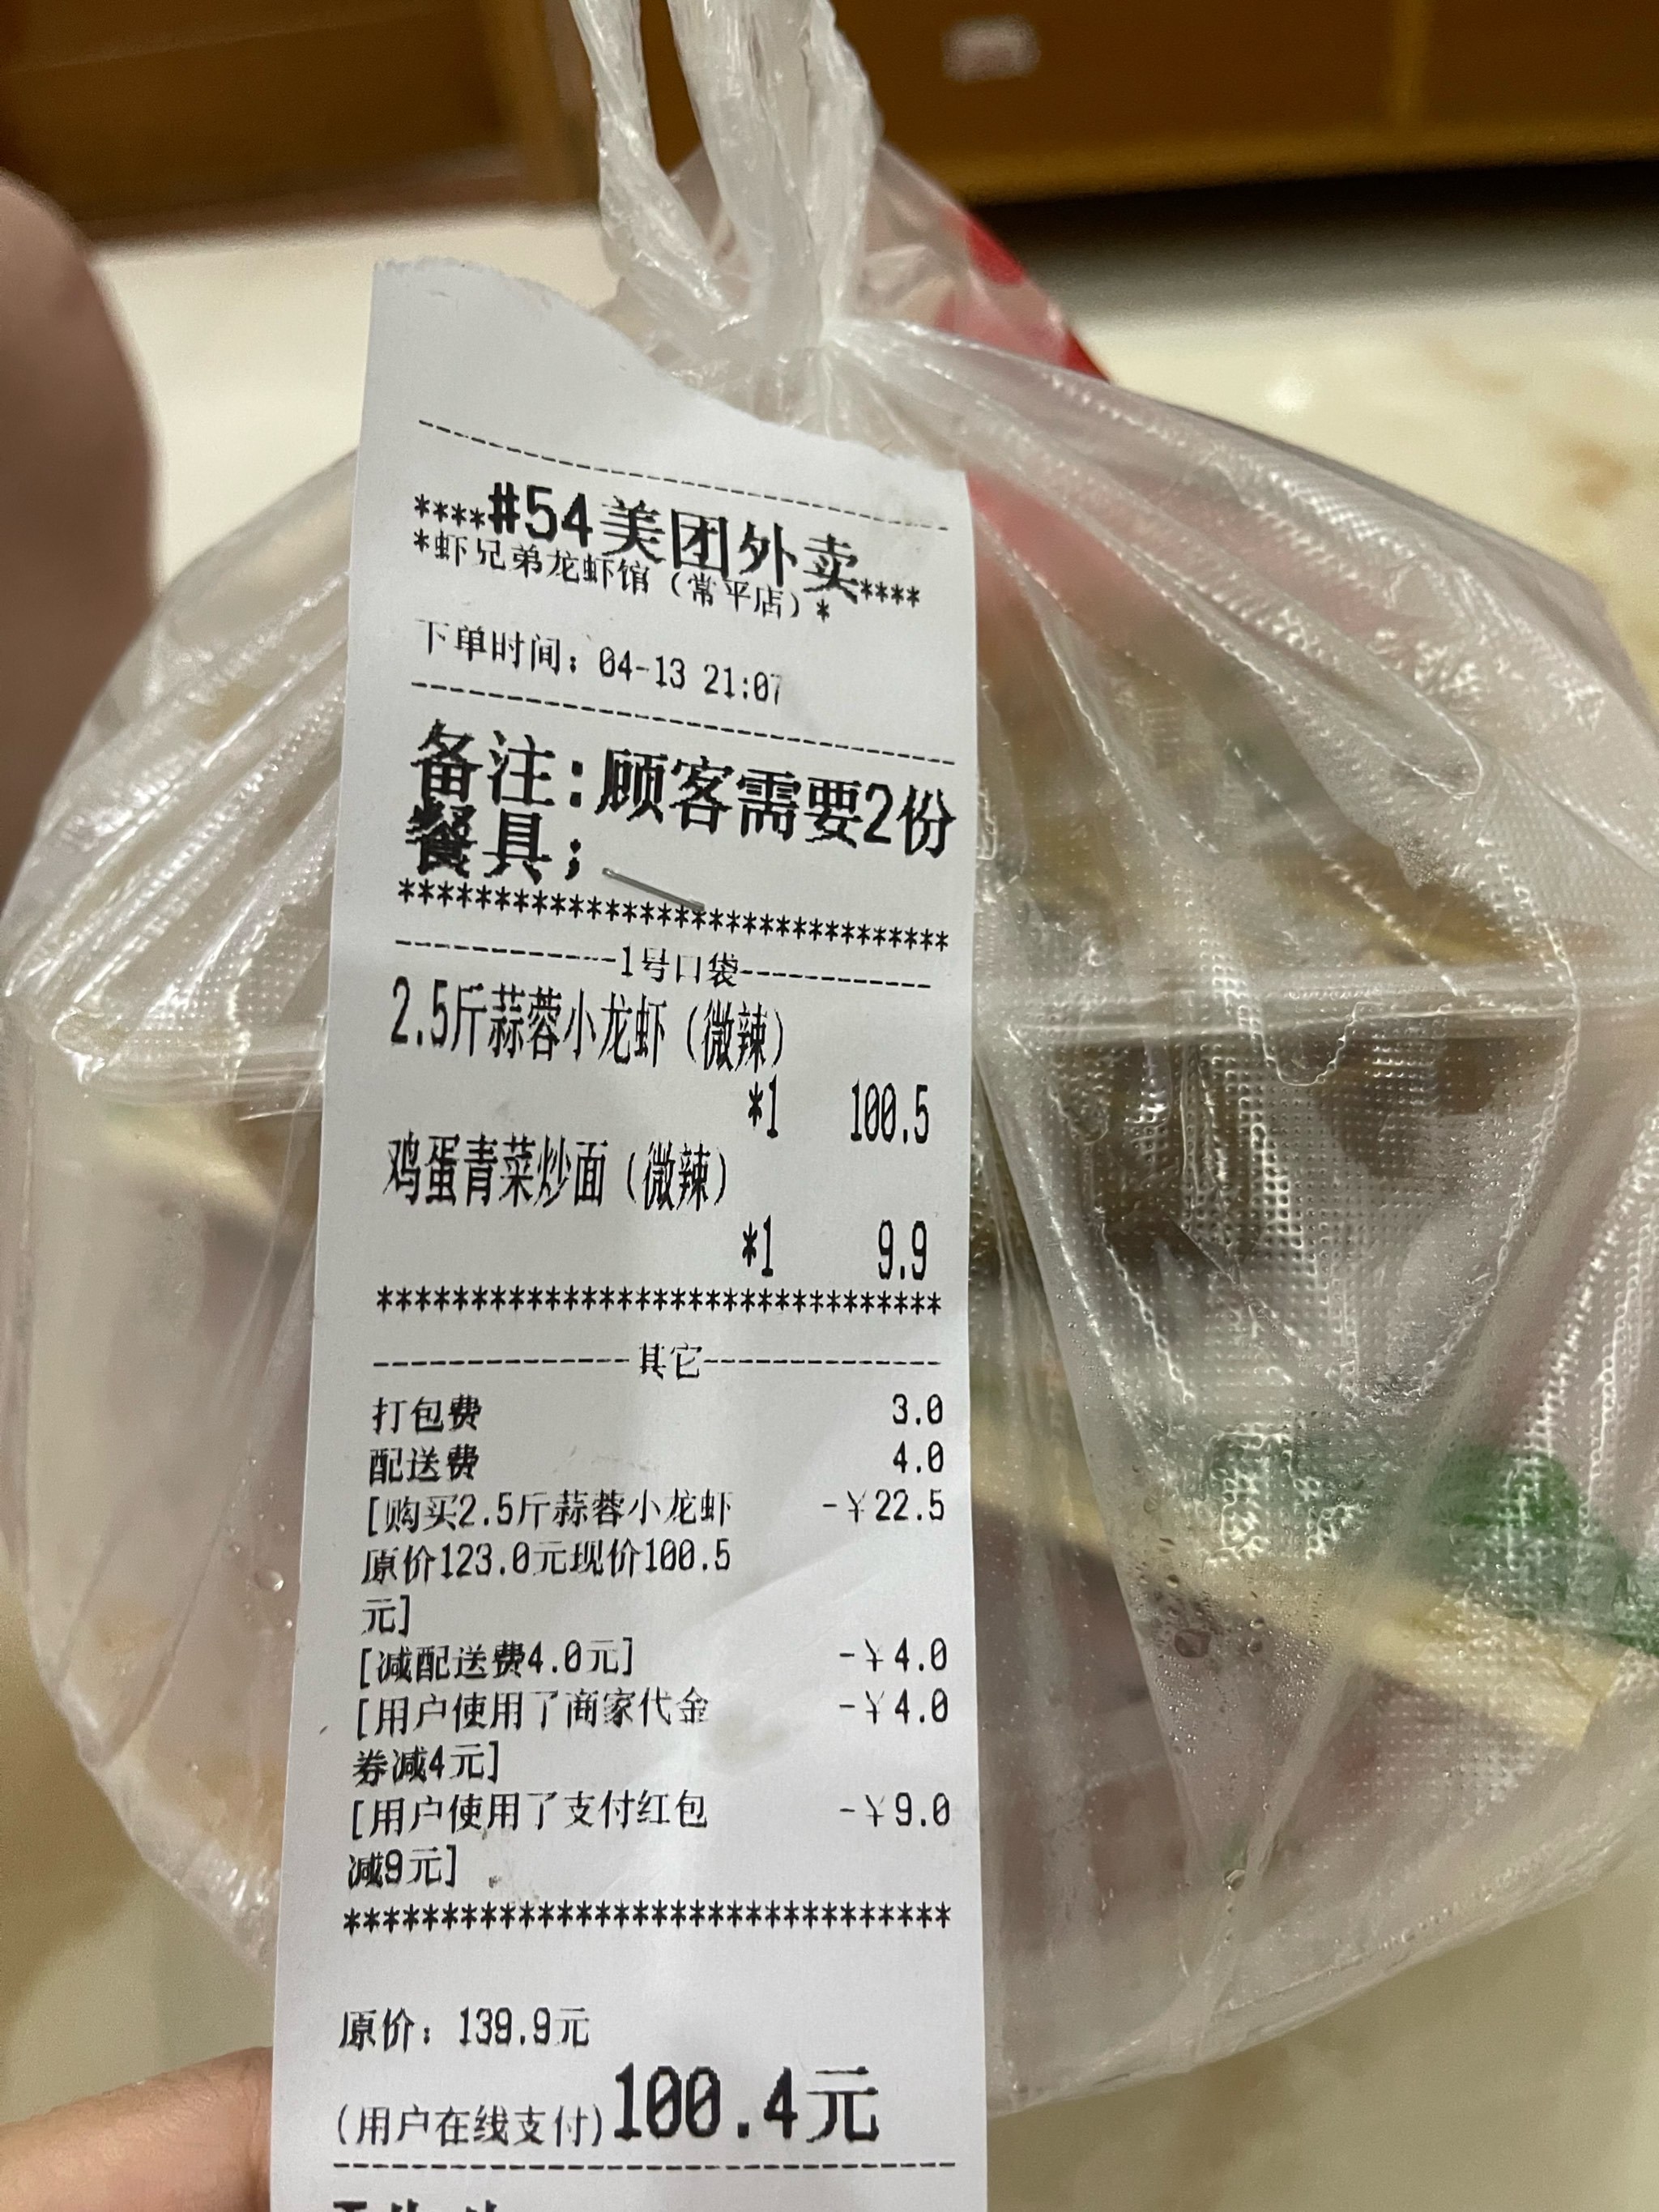 ****#54美团外卖****
*虾兄弟龙虾馆（常平店）*
下单时间：04-13 21:07
备注:顾客需要2份
餐具；
********************************
1号口袋
2.5斤蒜蓉小龙虾（微辣）
*1 100.5
鸡蛋青菜炒面（微辣）
*1 9.9
********************************
其它
打包费 3.0
配送费 4.0
[购买2.5斤蒜蓉小龙虾 -￥22.5
原价123.0元现价100.5
元]
[减配送费4.0元] -￥4.0
[用户使用了商家代金 -￥4.0
券减4元]
[用户使用了支付红包 -￥9.0
减9元]
********************************
原价：139.9元
(用户在线支付)100.4元